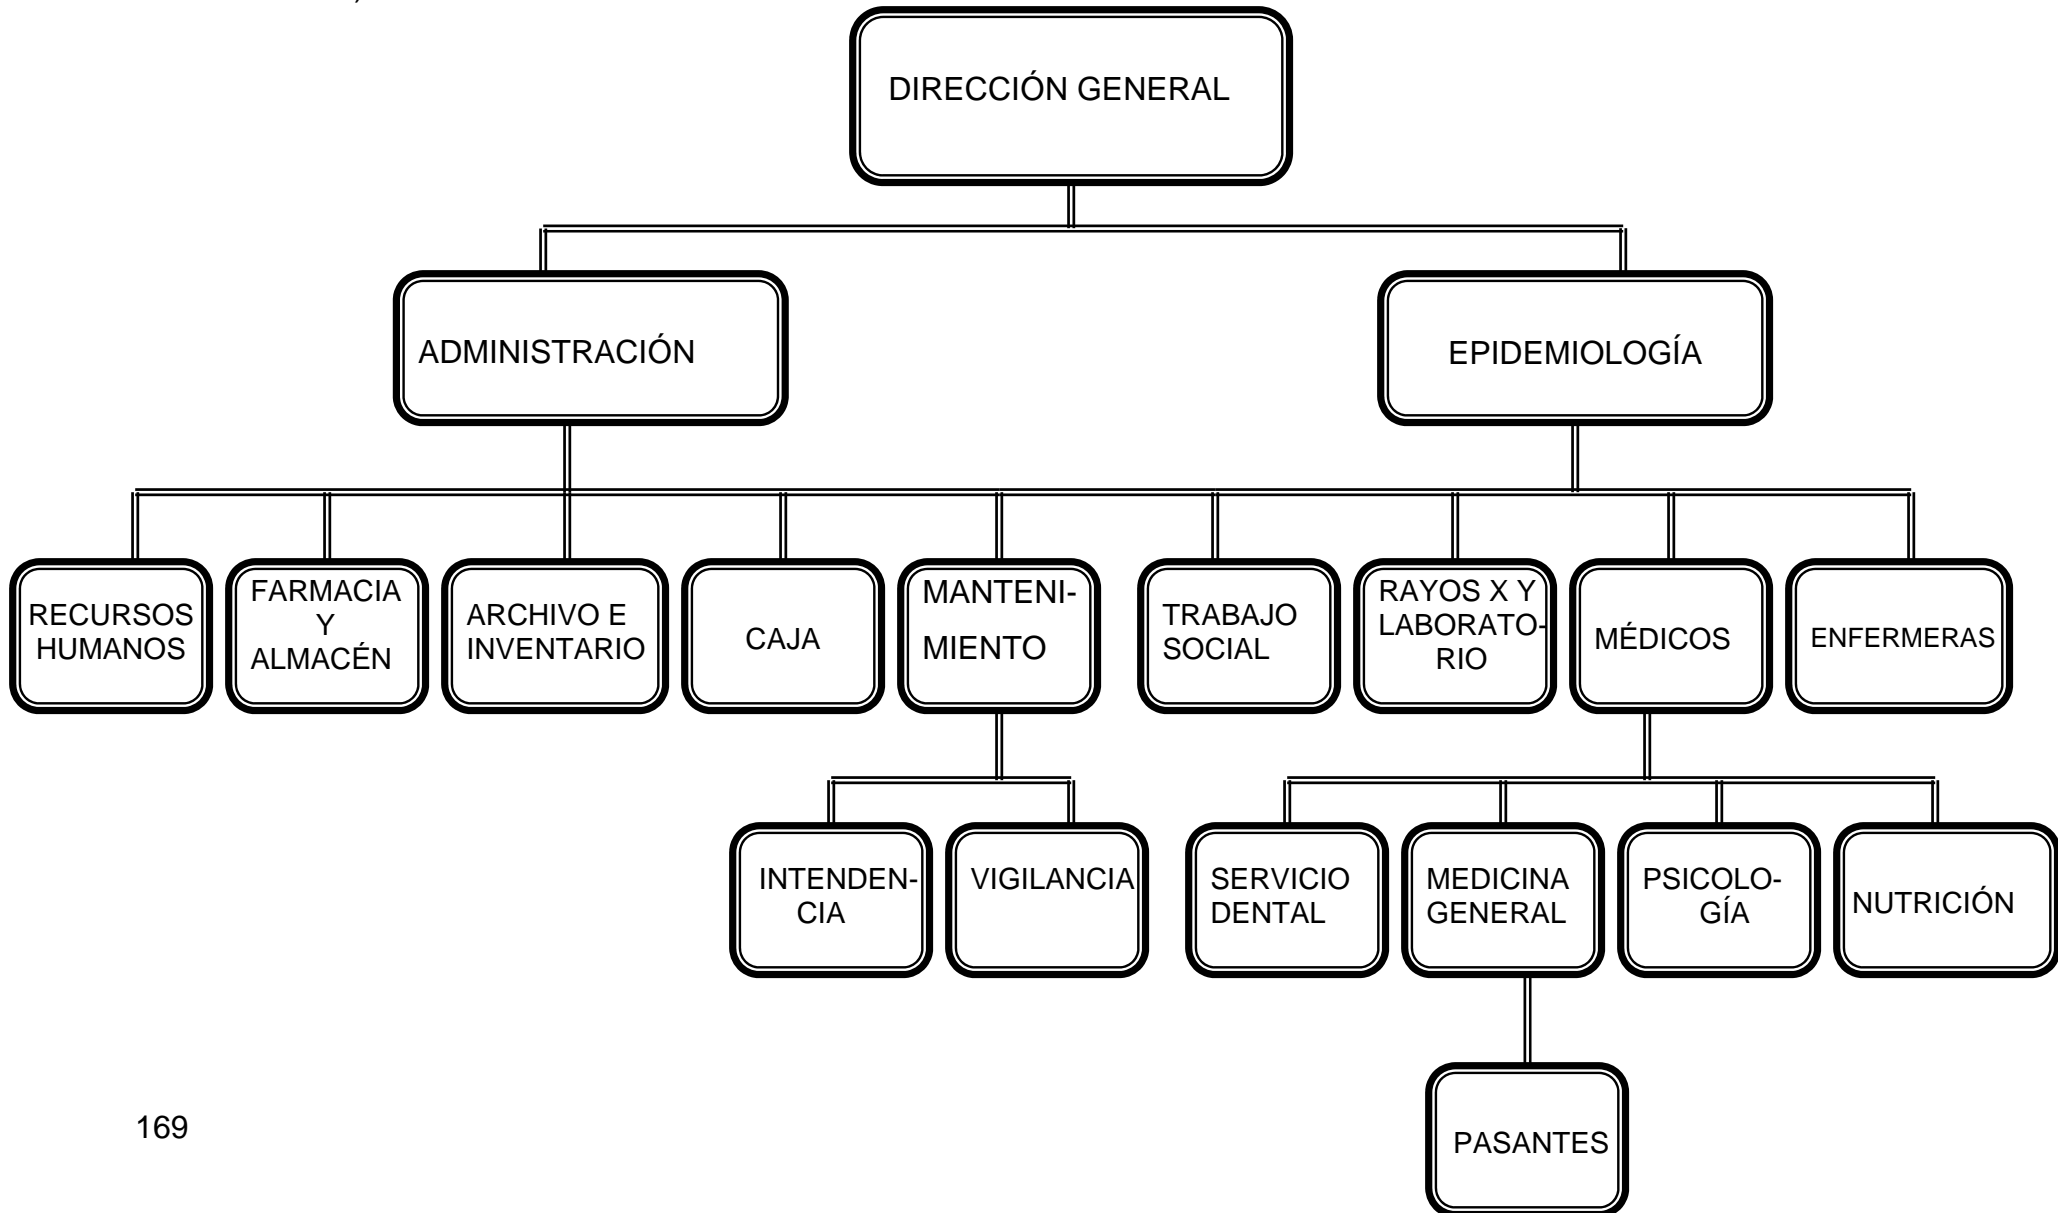 DIRECCIÓN GENERAL
ADMINISTRACIÓN
EPIDEMIOLOGÍA
RECURSOS
HUMANOS
FARMACIA
Y
ALMACÉN
ARCHIVO E
INVENTARIO
CAJA
MANTENI-
MIENTO
TRABAJO
SOCIAL
RAYOS X Y
LABORATO-
RIO
MÉDICOS
ENFERMERAS
INTENDEN-
CIA
VIGILANCIA
SERVICIO
DENTAL
MEDICINA
GENERAL
PSICOLO-
GÍA
NUTRICIÓN
PASANTES
169